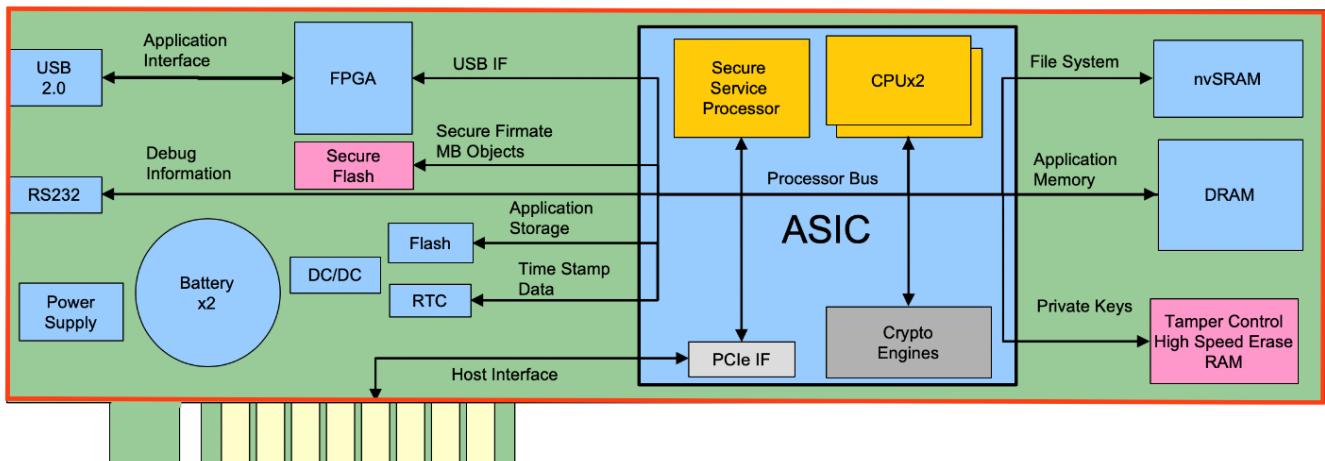 USB
2.0
Application
Interface
FPGA
USB IF
Secure Firmate
MB Objects
Secure
Flash
Debug
Information
RS232
Application
Storage
Flash
Time Stamp
Data
RTC
DC/DC
Battery
x2
Power
Supply
Host Interface
Secure
Service
Processor
CPUx2
Processor Bus
ASIC
PCIe IF
Crypto
Engines
File System
nvSRAM
Application
Memory
DRAM
Private Keys
Tamper Control
High Speed Erase
RAM